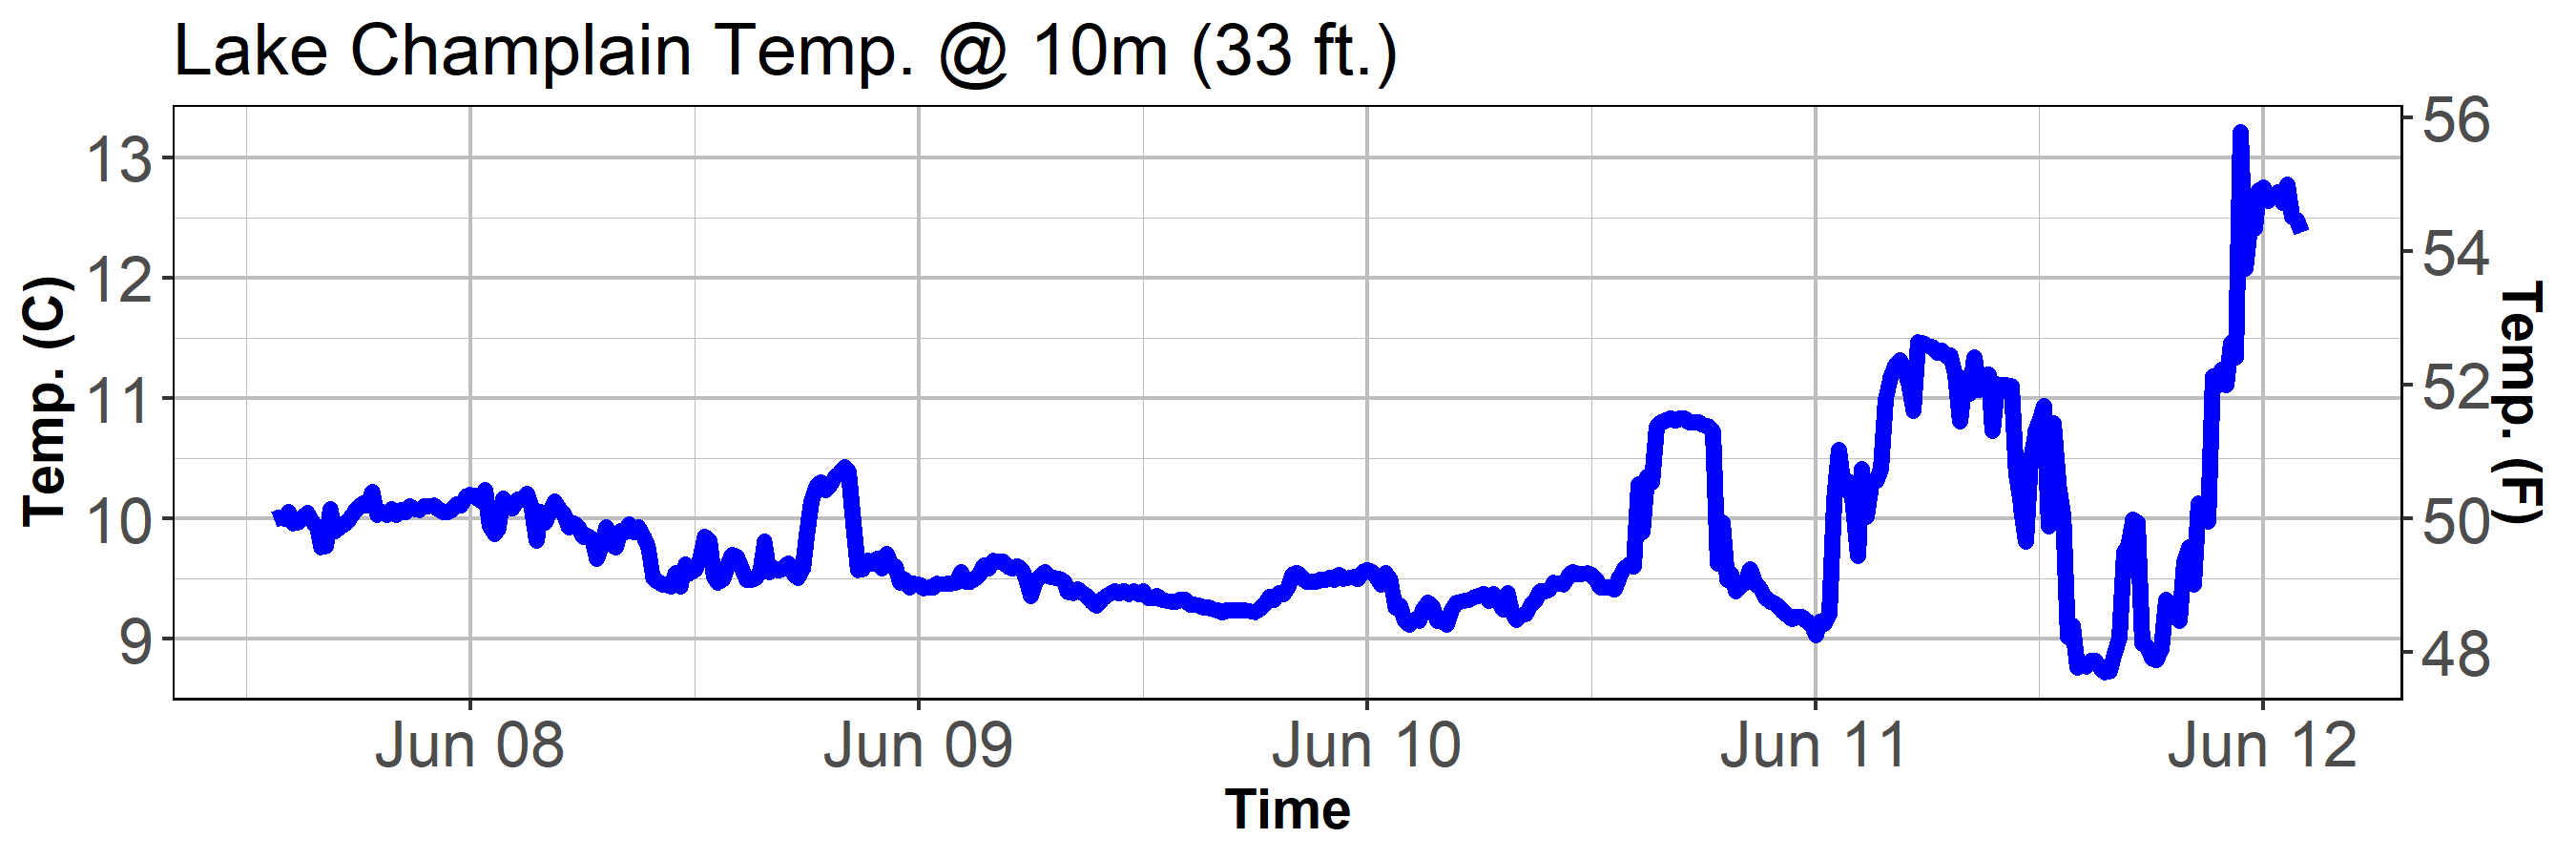 Lake Champlain Temp. @ 10m (33 ft.)
Temp. (C)
13
12
11
10
9
56
54
52
50
48
Temp. (F)
Jun 08 Jun 09 Jun 10 Jun 11 Jun 12
Time